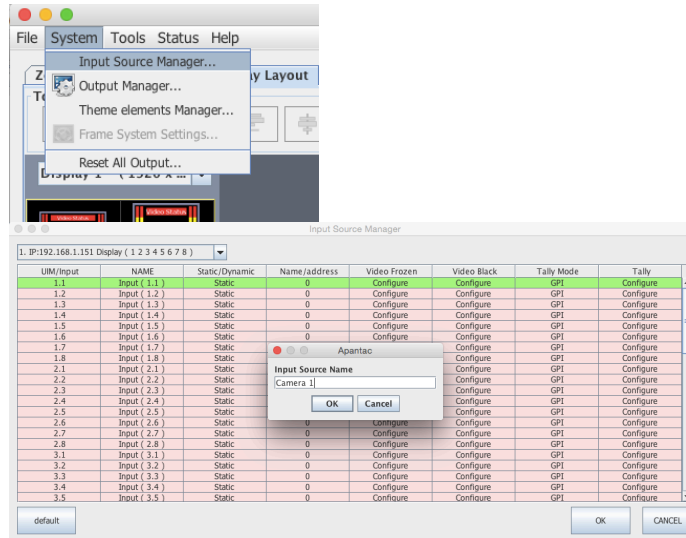 File System Tools Status Help
Input Source Manager...
Z ay Layout
Output Manager...
To
Theme elements Manager...
Frame System Settings...
Reset All Output...
Display 1 ( 1920 x ...
Video Status Video Status
Input Source Manager
1. IP:192.168.1.151 Display ( 1 2 3 4 5 6 7 8 )
UIM/Input NAME Static/Dynamic Name/address Video Frozen Video Black Tally Mode Tally
1.1 Input ( 1.1 ) Static 0 Configure Configure GPI Configure
1.2 Input ( 1.2 ) Static 0 Configure Configure GPI Configure
1.3 Input ( 1.3 ) Static 0 Configure Configure GPI Configure
1.4 Input ( 1.4 ) Static 0 Configure Configure GPI Configure
1.5 Input ( 1.5 ) Static 0 Configure Configure GPI Configure
1.6 Input ( 1.6 ) Static 0 Configure Configure GPI Configure
1.7 Input ( 1.7 ) Static Configure GPI Configure
1.8 Input ( 1.8 ) Static Configure GPI Configure
2.1 Input ( 2.1 ) Static Configure GPI Configure
2.2 Input ( 2.2 ) Static Configure GPI Configure
2.3 Input ( 2.3 ) Static Configure GPI Configure
2.4 Input ( 2.4 ) Static Configure GPI Configure
2.5 Input ( 2.5 ) Static Configure GPI Configure
2.6 Input ( 2.6 ) Static 0 Configure Configure GPI Configure
2.7 Input ( 2.7 ) Static 0 Configure Configure GPI Configure
2.8 Input ( 2.8 ) Static 0 Configure Configure GPI Configure
3.1 Input ( 3.1 ) Static 0 Configure Configure GPI Configure
3.2 Input ( 3.2 ) Static 0 Configure Configure GPI Configure
3.3 Input ( 3.3 ) Static 0 Configure Configure GPI Configure
3.4 Input ( 3.4 ) Static 0 Configure Configure GPI Configure
3.5 Input ( 3.5 ) Static 0 Configure Configure GPI Configure
Apantac
Input Source Name
Camera 1
OK Cancel
default OK CANCEL